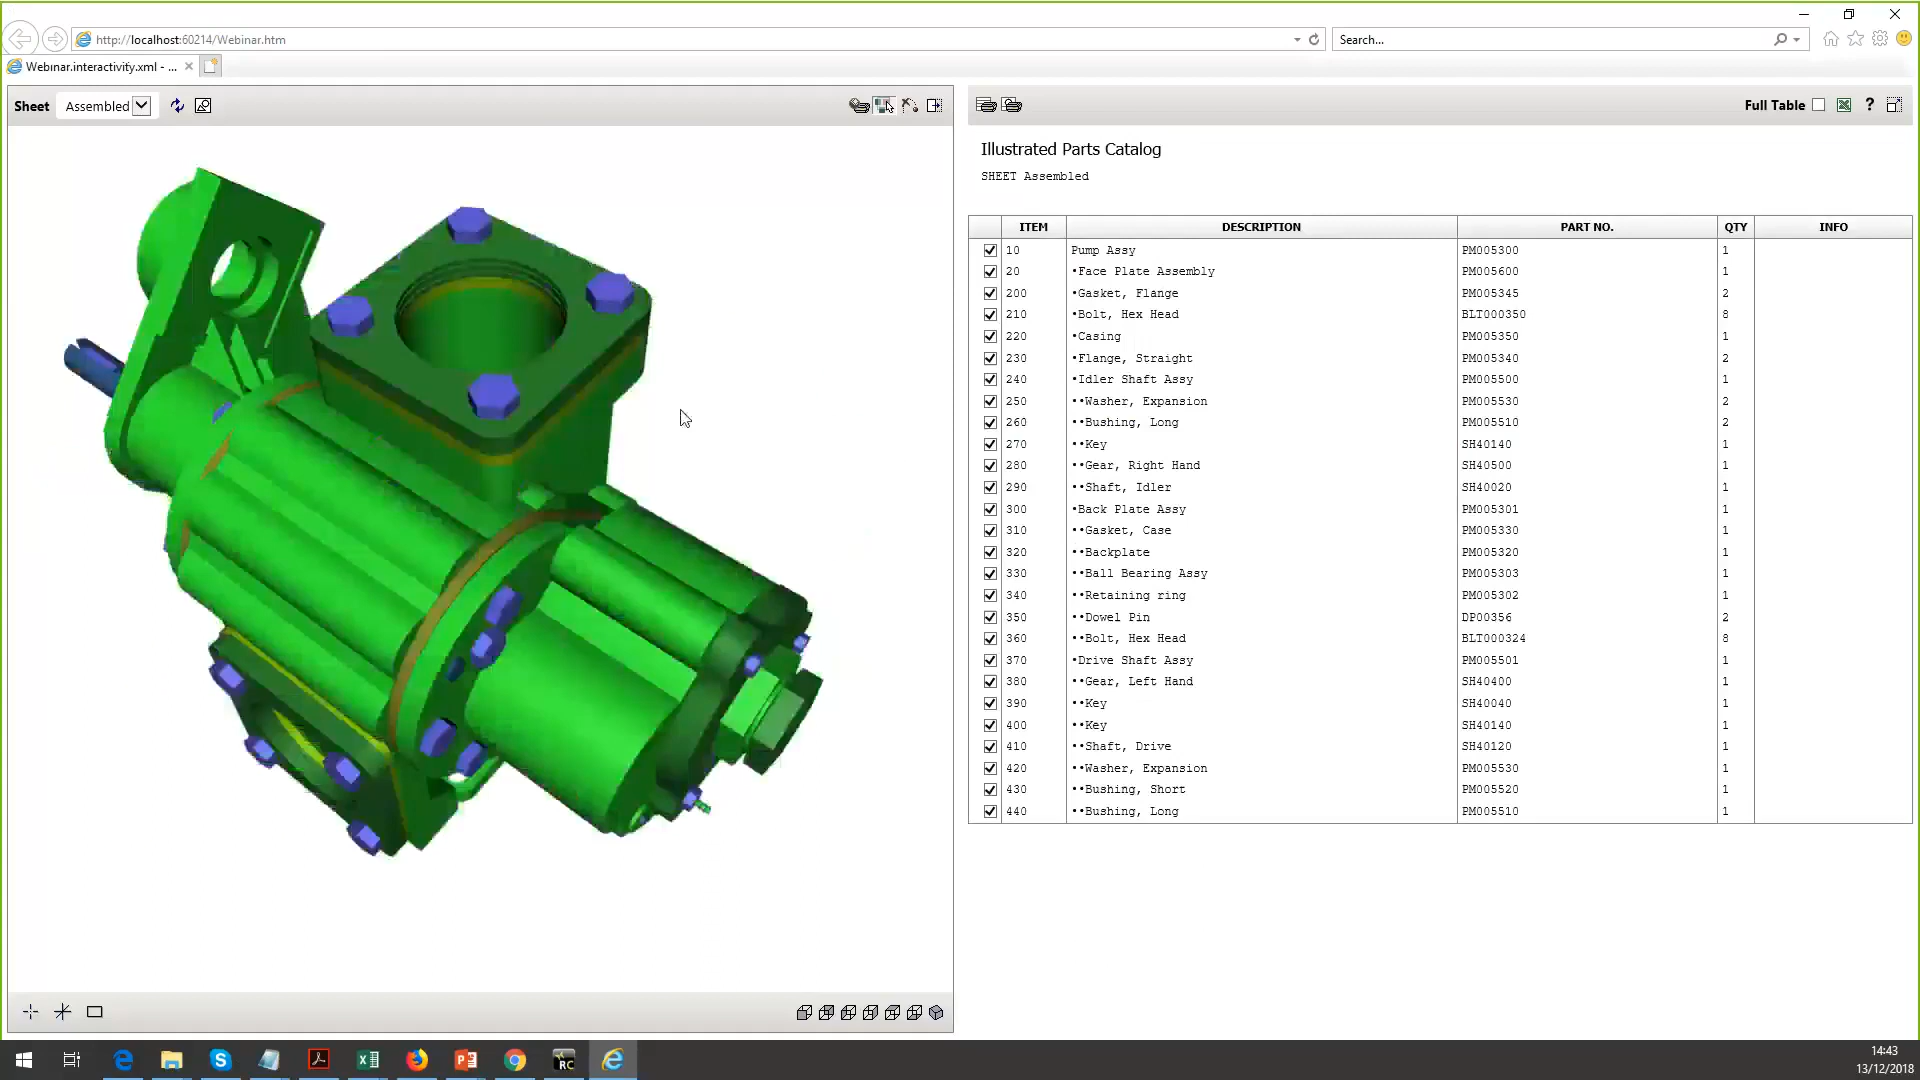 http://localhost:60214/Webinar.htm
Search...
Webinar.interactivity.xml - ...
Sheet Assembled
Full Table ?
Illustrated Parts Catalog
SHEET Assembled
ITEM DESCRIPTION PART NO. QTY INFO
10 Pump Assy PM005300 1
20 •Face Plate Assembly PM005600 1
200 •Gasket, Flange PM005345 2
210 •Bolt, Hex Head BLT000350 8
220 •Casing PM005350 1
230 •Flange, Straight PM005340 2
240 •Idler Shaft Assy PM005500 1
250 ••Washer, Expansion PM005530 2
260 ••Bushing, Long PM005510 2
270 ••Key SH40140 1
280 ••Gear, Right Hand SH40500 1
290 ••Shaft, Idler SH40020 1
300 •Back Plate Assy PM005301 1
310 ••Gasket, Case PM005330 1
320 ••Backplate PM005320 1
330 ••Ball Bearing Assy PM005303 1
340 ••Retaining ring PM005302 1
350 ••Dowel Pin DP00356 2
360 ••Bolt, Hex Head BLT000324 8
370 •Drive Shaft Assy PM005501 1
380 ••Gear, Left Hand SH40400 1
390 ••Key SH40040 1
400 ••Key SH40140 1
410 ••Shaft, Drive SH40120 1
420 ••Washer, Expansion PM005530 1
430 ••Bushing, Short PM005520 1
440 ••Bushing, Long PM005510 1
RC
14:43
13/12/2018